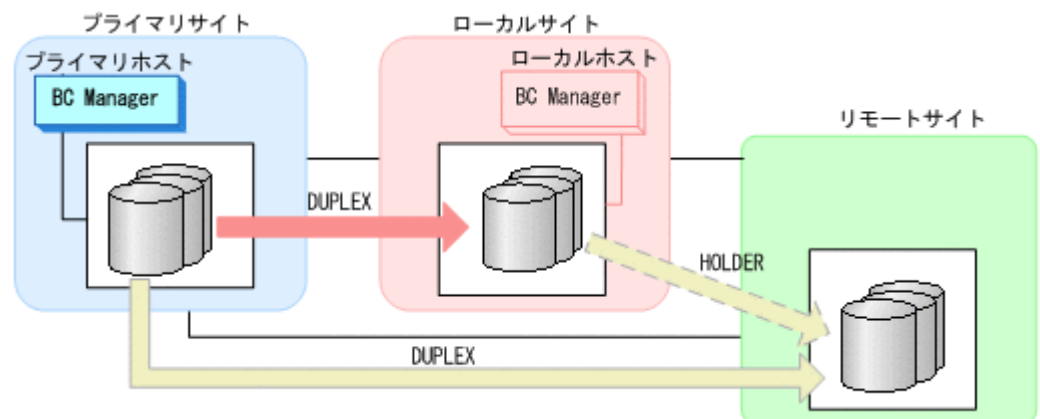 プライマリサイト
ローカルサイト
プライマリホスト
ローカルホスト
BC Manager
BC Manager
リモートサイト
DUPLEX
HOLDER
DUPLEX